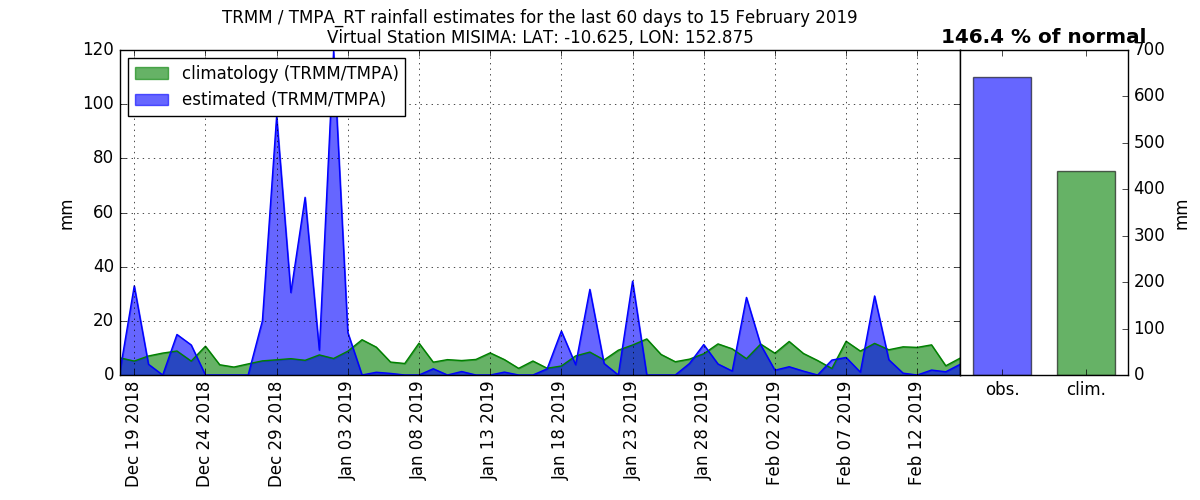 TRMM / TMPA_RT rainfall estimates for the last 60 days to 15 February 2019
Virtual Station MISIMA: LAT: -10.625, LON: 152.875
146.4 % of normal
climatology (TRMM/TMPA)
estimated (TRMM/TMPA)
mm
120
100
80
60
40
20
0
Dec 19 2018
Dec 24 2018
Dec 29 2018
Jan 03 2019
Jan 08 2019
Jan 13 2019
Jan 18 2019
Jan 23 2019
Jan 28 2019
Feb 02 2019
Feb 07 2019
Feb 12 2019
700
600
500
400
300
200
100
0
mm
obs.
clim.